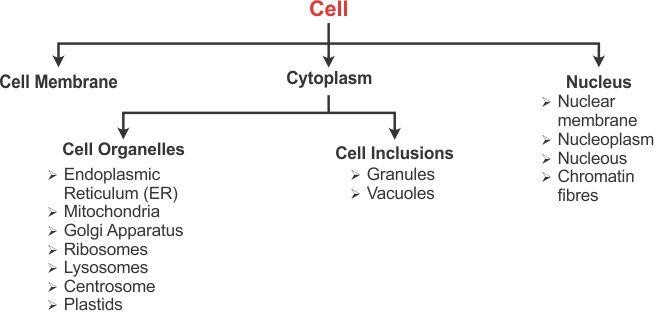 Cell
Cell Membrane
Cytoplasm
Nucleus
➢ Nuclear
membrane
➢ Nucleoplasm
➢ Nucleous
➢ Chromatin
fibres
Cell Organelles
➢ Endoplasmic
Reticulum (ER)
➢ Mitochondria
➢ Golgi Apparatus
➢ Ribosomes
➢ Lysosomes
➢ Centrosome
➢ Plastids
Cell Inclusions
➢ Granules
➢ Vacuoles